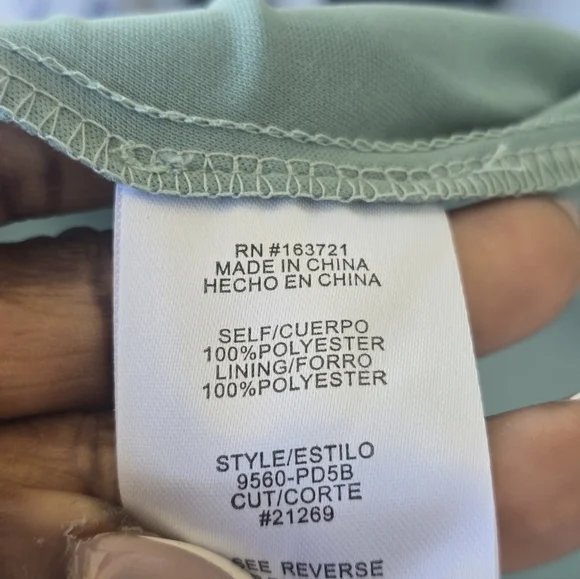 RN #163721
MADE IN CHINA
HECHO EN CHINA
SELF/CUERPO
100%POLYESTER
LINING/FORRO
100%POLYESTER
STYLE/ESTILO
9560-PD5B
CUT/CORTE
#21269
SEE REVERSE